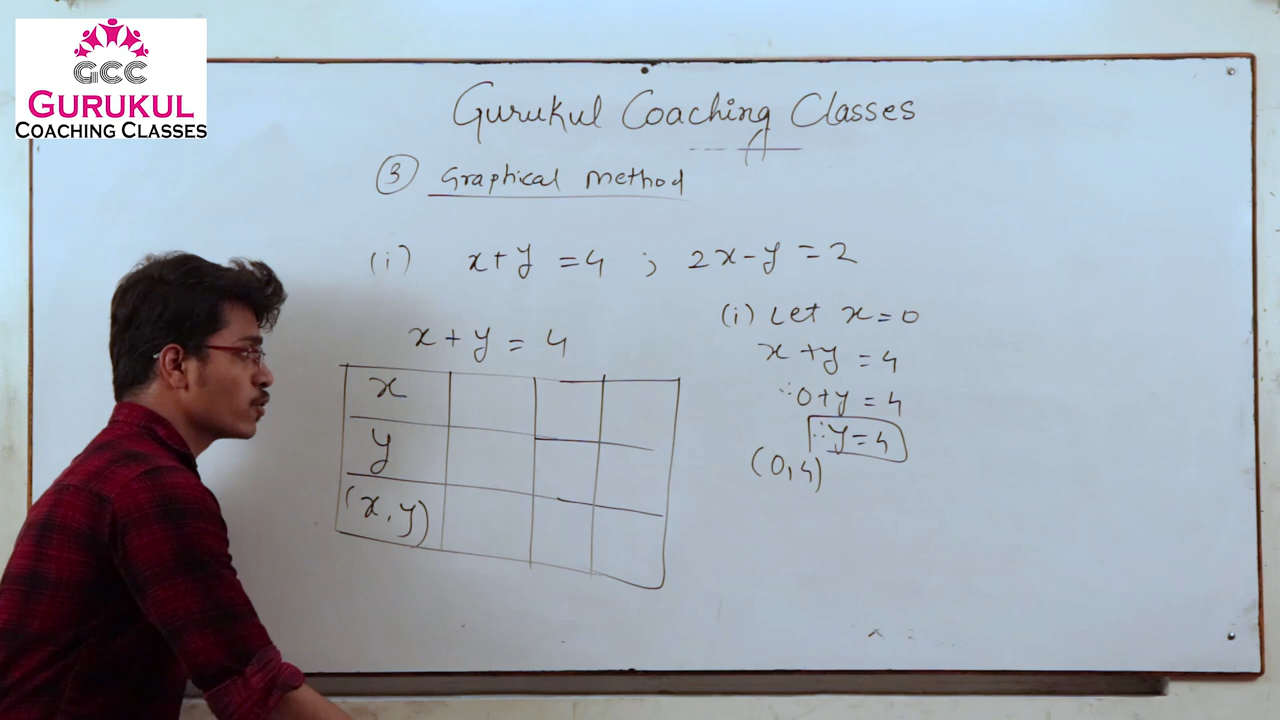 GCC
GURUKUL
COACHING CLASSES
Gurukul Coaching Classes
③ Graphical method
(i) x+y =4 ; 2x-y =2
x + y = 4
x
y
(x,y)
(i) Let x=0
x +y =4
∵0+y =4
∵y=4
(0,4)